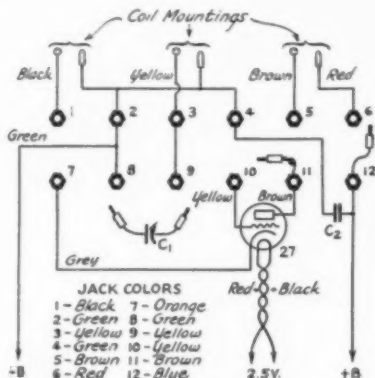 Coil Mountings
Black
Yellow
Brown
Red
1 2 3 4 5 6
Green
7 8 9 10 11 12
Yellow
Brown
C1
C2
27
Grey
Red
Black
JACK COLORS
1 - Black 7 - Orange
2 - Green 8 - Green
3 - Yellow 9 - Yellow
4 - Green 10 - Yellow
5 - Brown 11 - Brown
6 - Red 12 - Blue
-B
2.5V.
+B